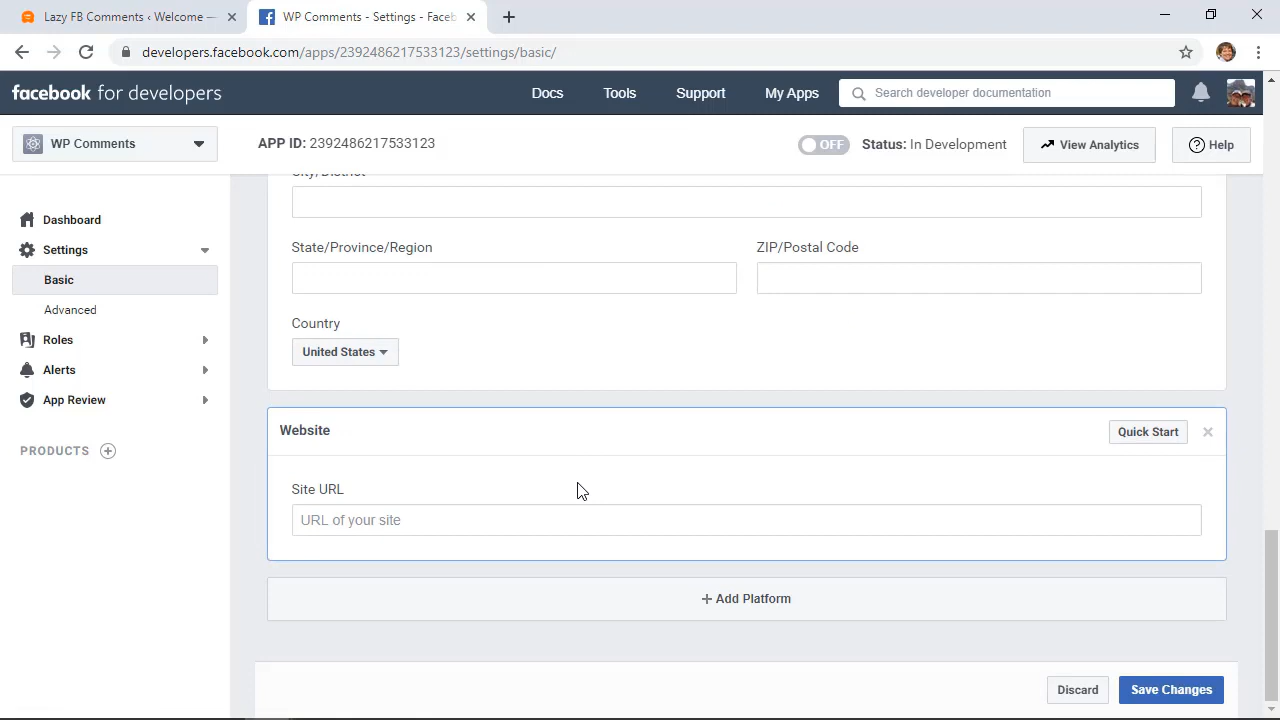 Lazy FB Comments ‹ Welcome —
WP Comments - Settings - Faceb
developers.facebook.com/apps/2392486217533123/settings/basic/
facebook for developers
Docs
Tools
Support
My Apps
Search developer documentation
WP Comments
APP ID: 2392486217533123
OFF
Status: In Development
View Analytics
Help
City/District
Dashboard
Settings
Basic
Advanced
Roles
Alerts
App Review
PRODUCTS
State/Province/Region
ZIP/Postal Code
Country
United States
Website
Quick Start
Site URL
URL of your site
+ Add Platform
Discard
Save Changes